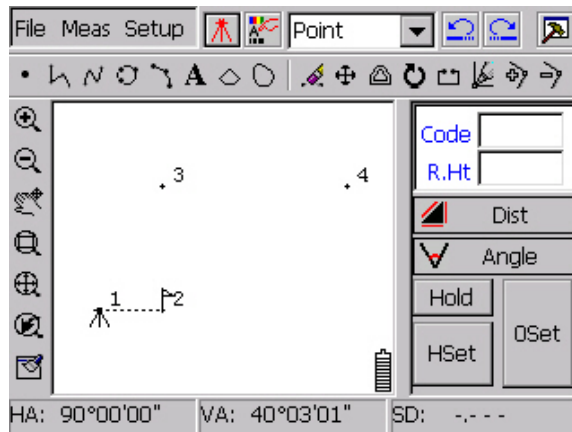 File Meas Setup Point
A
Code
R.Ht
3 4
Dist
Angle
1 2
Hold
0Set
HSet
HA: 90°00'00" VA: 40°03'01" SD: -.---